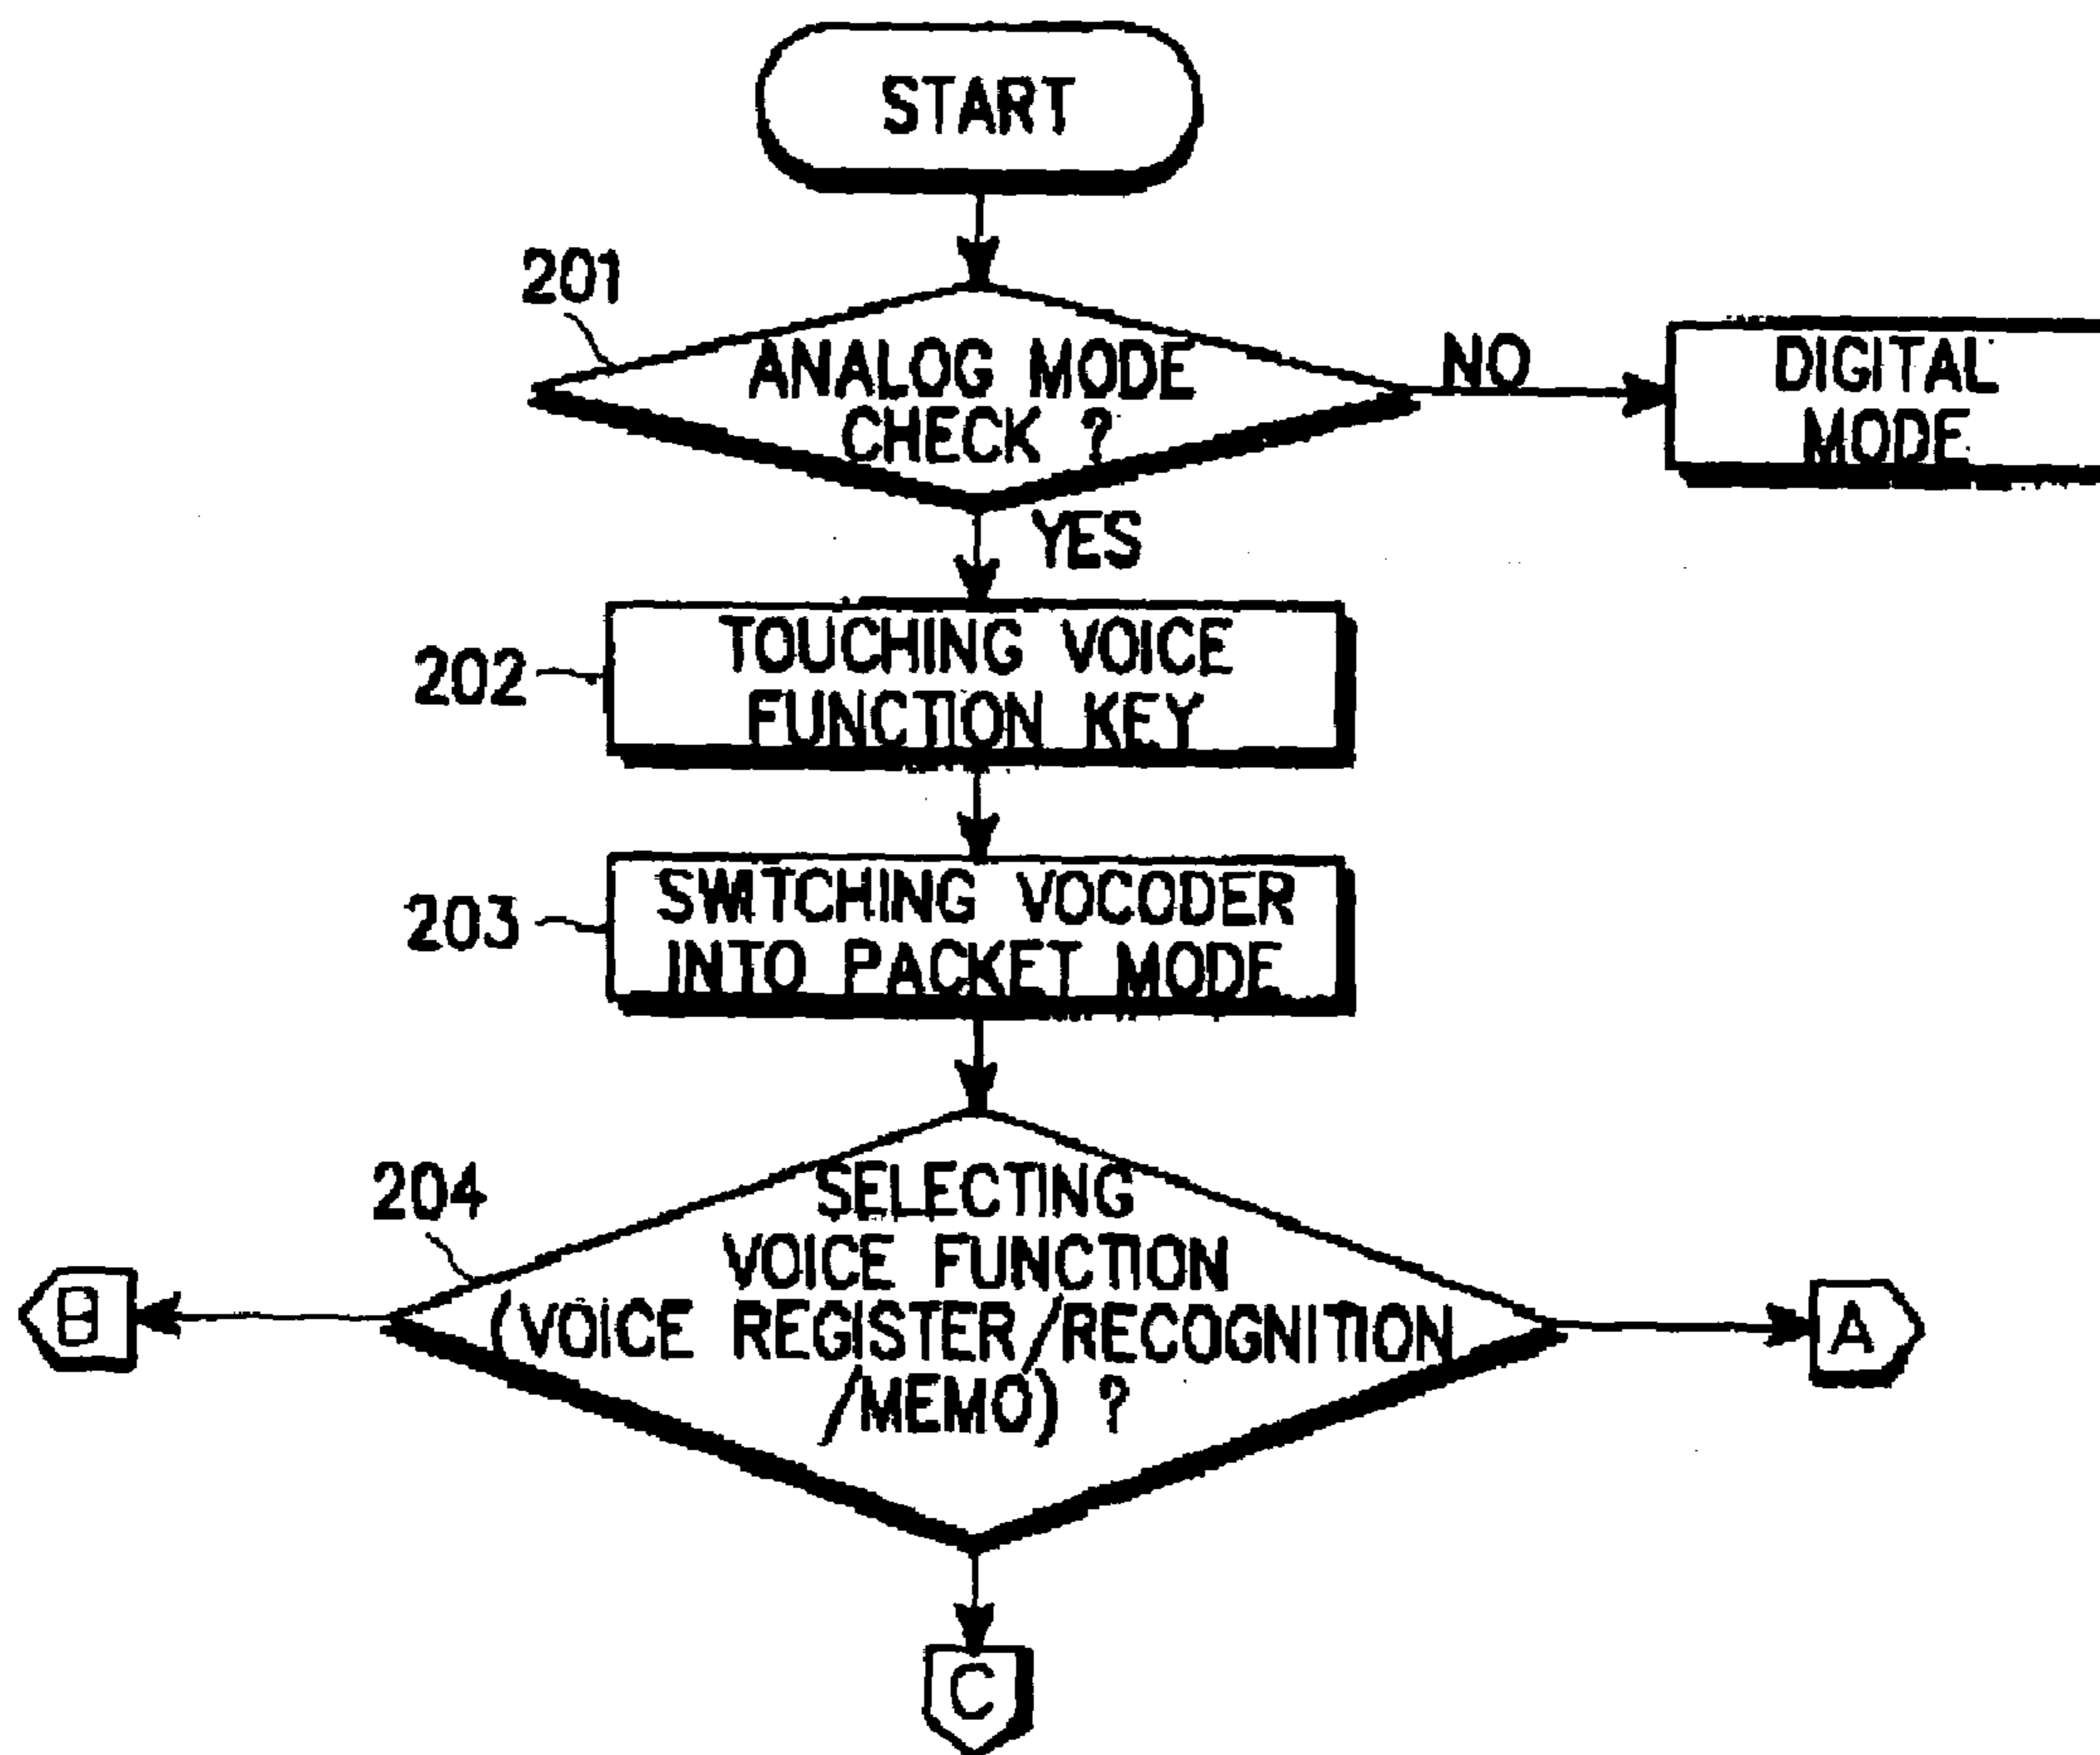 START
201
ANALOG MODE
CHECK ?
NO
DIGITAL
MODE
YES
202
TOUCHING VOICE
FUNCTION KEY
203
SWITCHING VOCODER
INTO PACKET MODE
204
SELECTING
VOICE FUNCTION
(VOICE REGISTER/RECOGNITION
/MEMO) ?
B
A
C